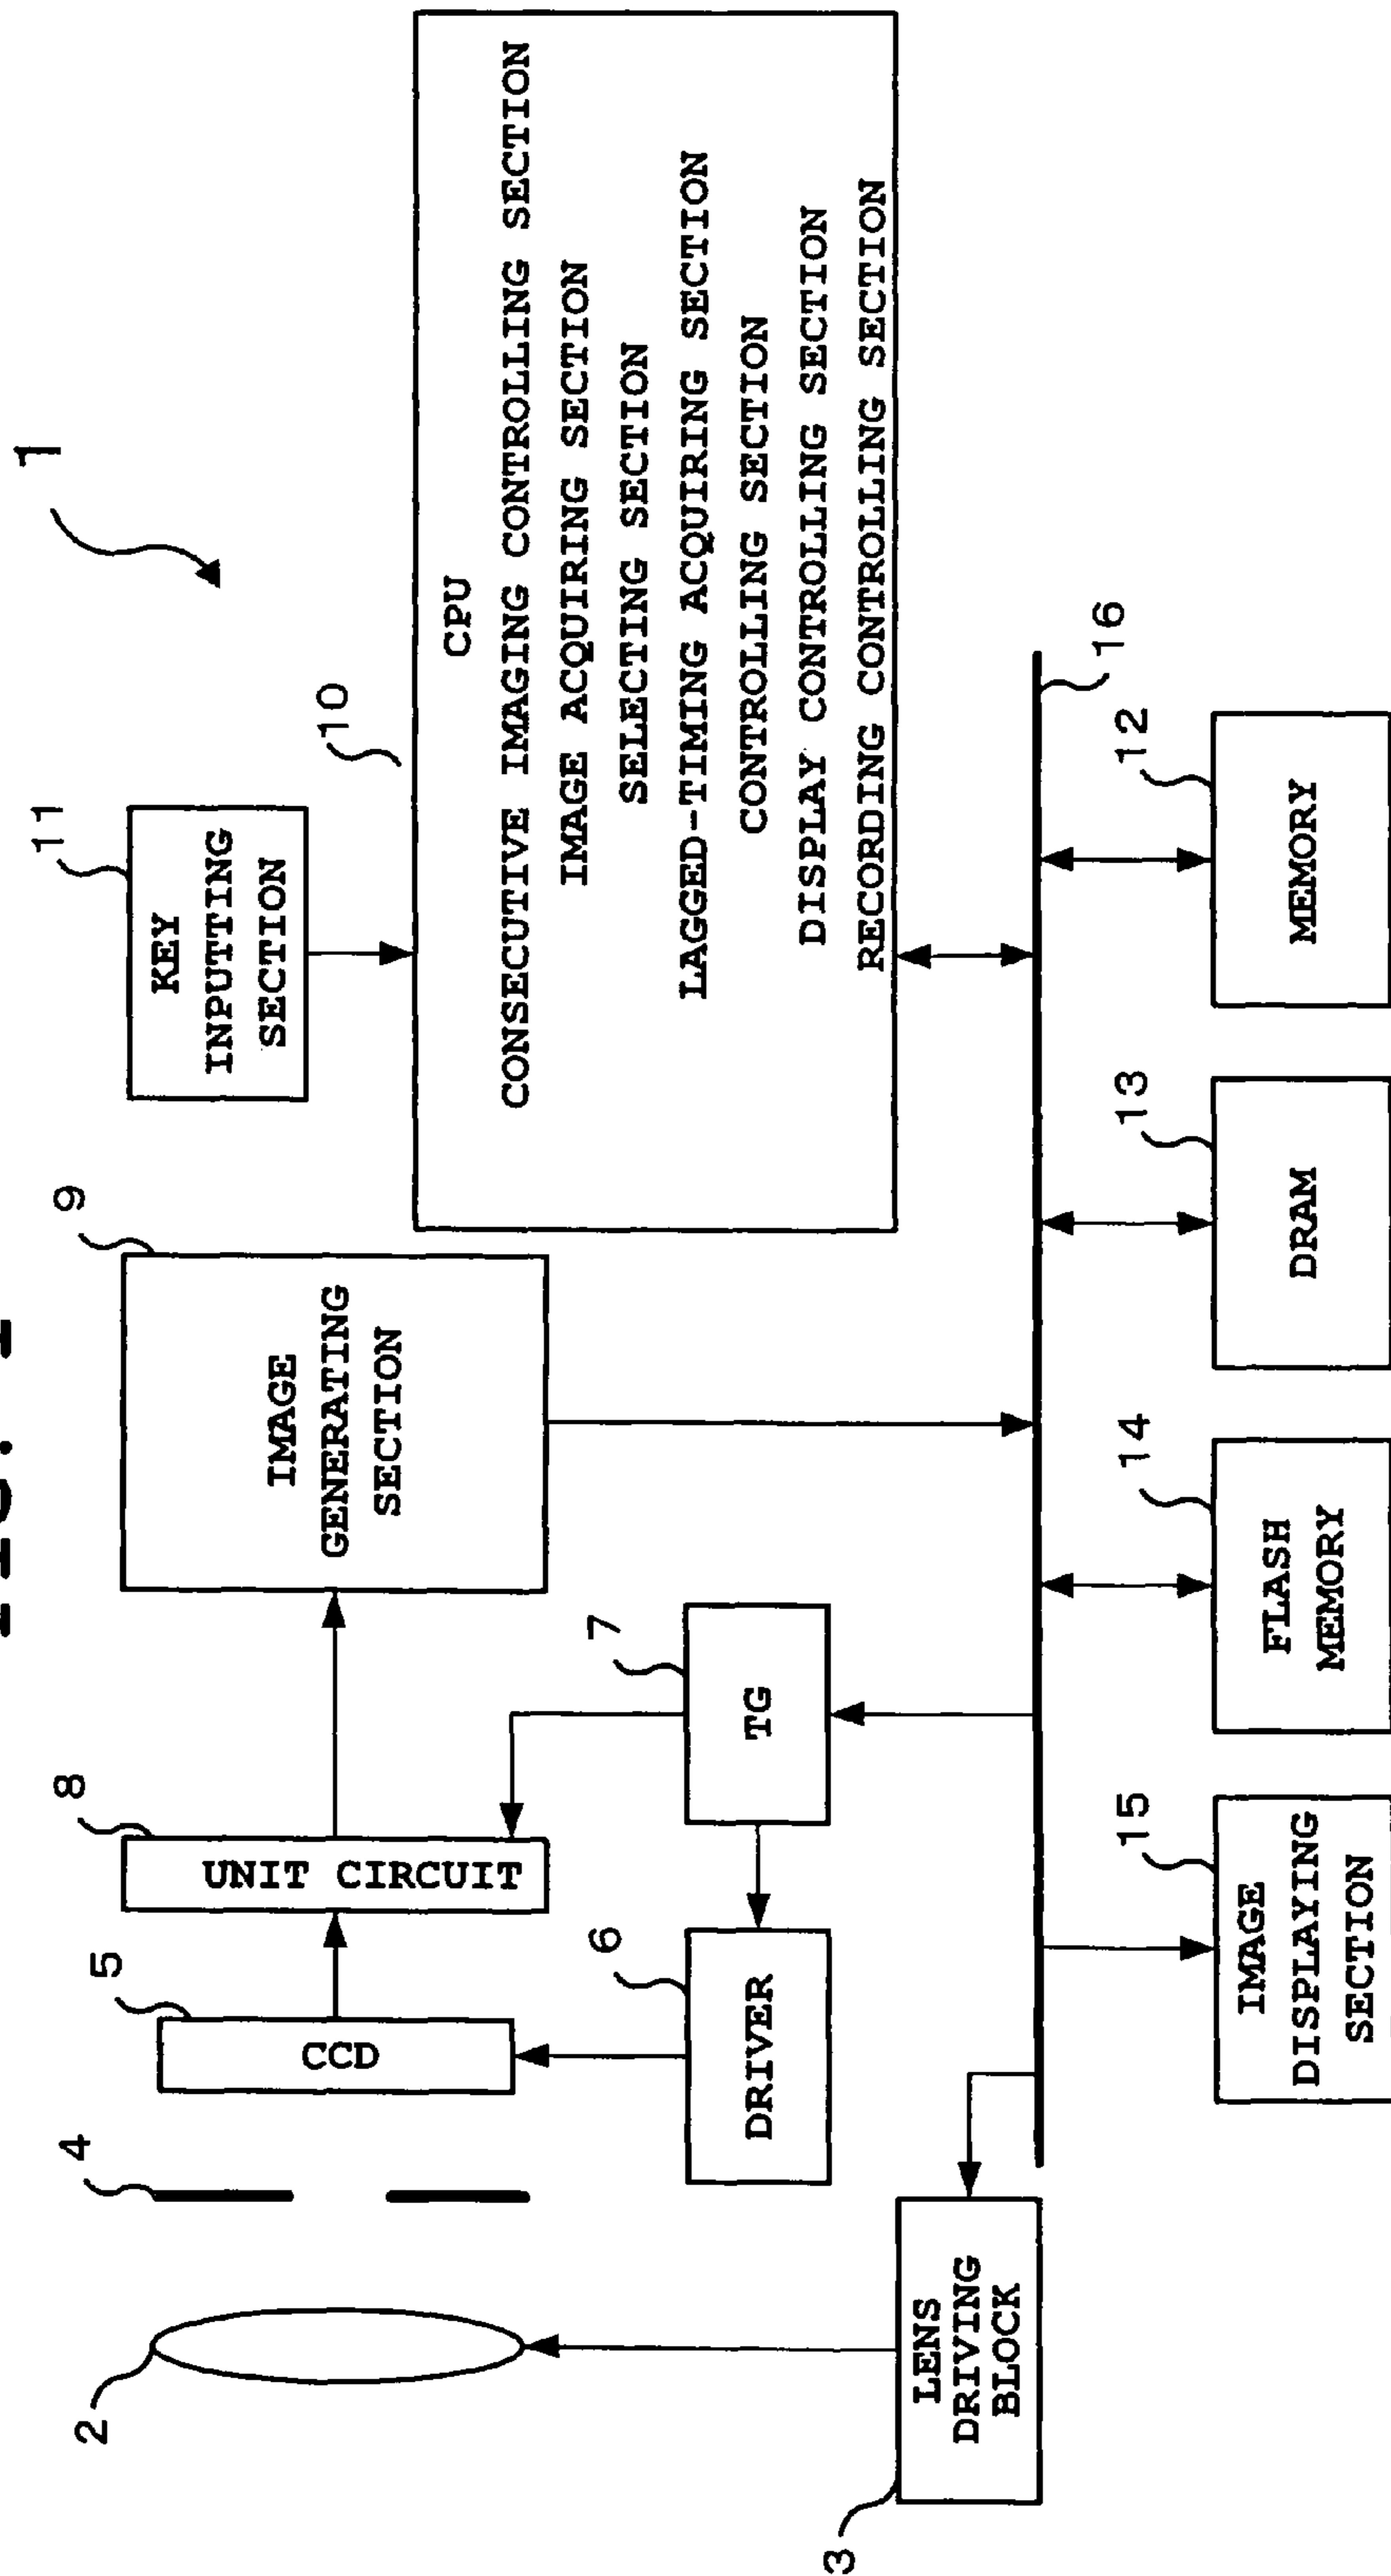 1
11
KEY
INPUTTING
SECTION
10
CPU
CONSECUTIVE IMAGING CONTROLLING SECTION
IMAGE ACQUIRING SECTION
SELECTING SECTION
LAGGED-TIMING ACQUIRING SECTION
CONTROLLING SECTION
DISPLAY CONTROLLING SECTION
RECORDING CONTROLLING SECTION
9
IMAGE
GENERATING
SECTION
8
UNIT CIRCUIT
5
CCD
4
2
7
TG
6
DRIVER
3
LENS
DRIVING
BLOCK
16
15
IMAGE
DISPLAYING
SECTION
14
FLASH
MEMORY
13
DRAM
12
MEMORY